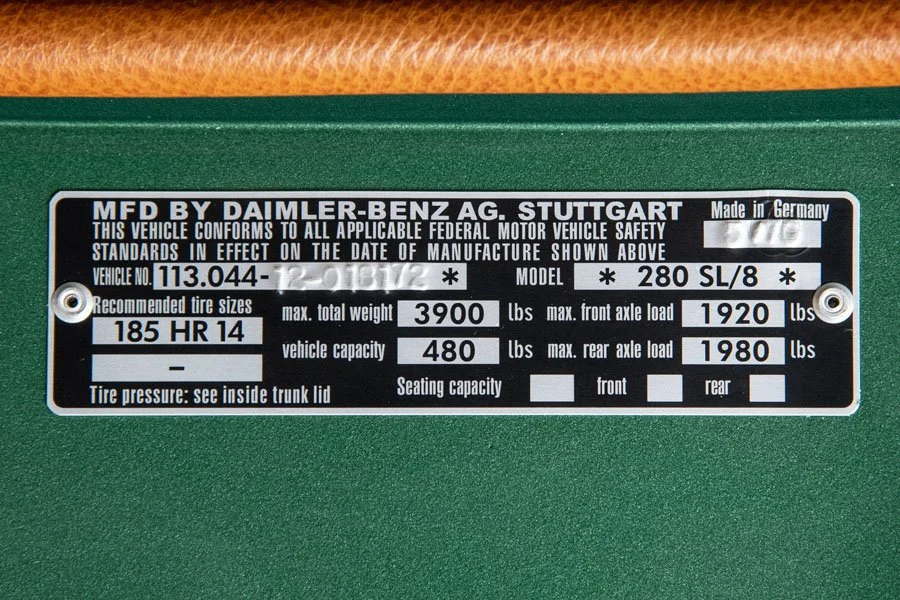 MFD BY DAIMLER-BENZ AG. STUTTGART
Made in Germany
THIS VEHICLE CONFORMS TO ALL APPLICABLE FEDERAL MOTOR VEHICLE SAFETY
STANDARDS IN EFFECT ON THE DATE OF MANUFACTURE SHOWN ABOVE
VEHICLE NO. 113.044- * MODEL * 280 SL/8 *
Recommended tire sizes
185 HR 14
–
Tire pressure: see inside trunk lid
max. total weight 3900 lbs max. front axle load 1920 lbs
vehicle capacity 480 lbs max. rear axle load 1980 lbs
Seating capacity front rear